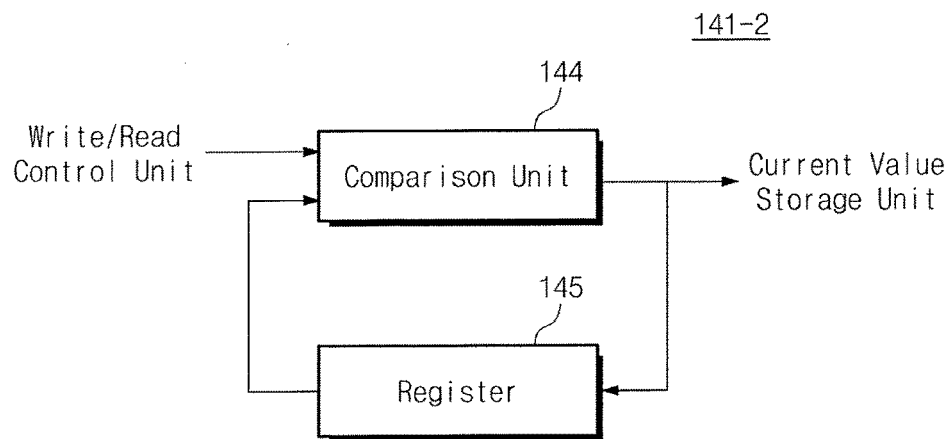 141-2
144
Write/Read
Control Unit
Comparison Unit
Current Value
Storage Unit
145
Register